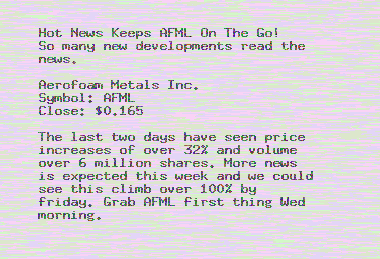 Hot News Keeps AFML On The Go!
So many new developments read the
news.
Aerofoam Metals Inc.
Symbol: AFML
Close: $0.165
The last two days have seen price
increases of over 32% and volume
over 6 million shares. More news
is expected this week and we could
see this climb over 100% by
friday. Grab AFML first thing Wed
morning.